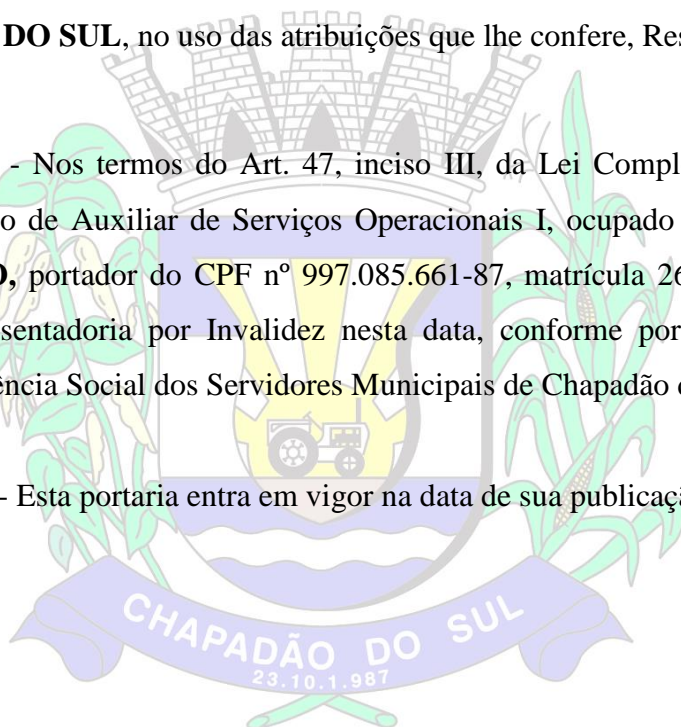 DO SUL, no uso das atribuições que lhe confere, Res
- Nos termos do Art. 47, inciso III, da Lei Compl
o de Auxiliar de Serviços Operacionais I, ocupado
O, portador do CPF nº 997.085.661-87, matrícula 26
sentadoria por Invalidez nesta data, conforme por
ência Social dos Servidores Municipais de Chapadão
- Esta portaria entra em vigor na data de sua publicaçã
CHAPADÃO DO SUL
23.10.1.987